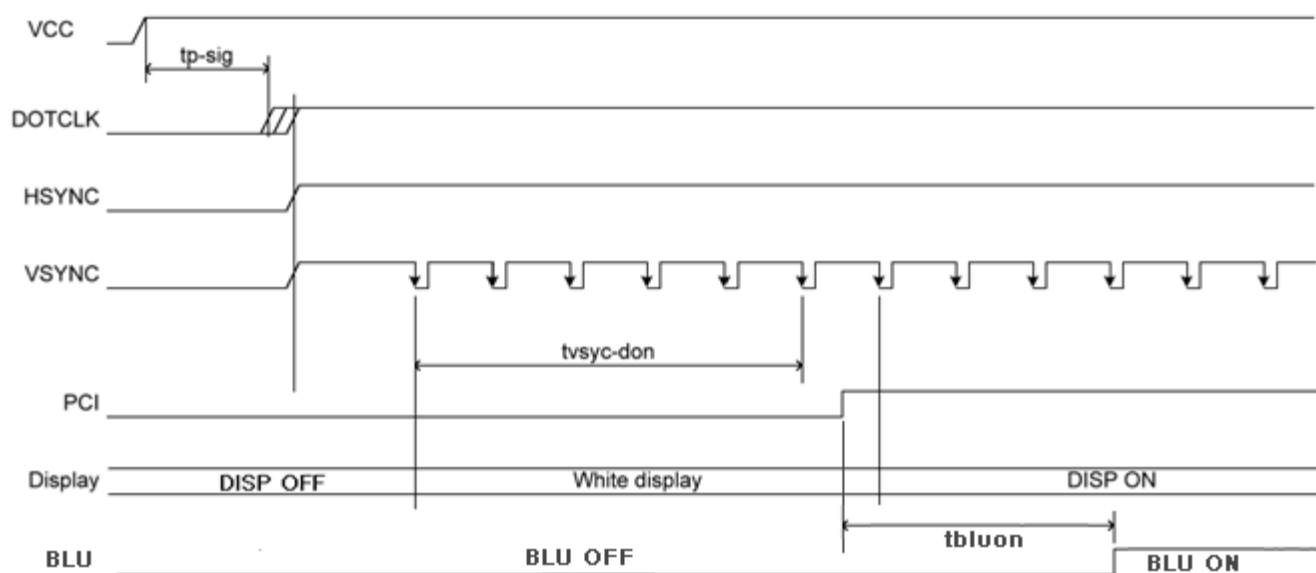 VCC
tp-sig
DOTCLK
HSYNC
VSYNC
tvsyc-don
PCI
Display
DISP OFF
White display
DISP ON
tbluon
BLU
BLU OFF
BLU ON